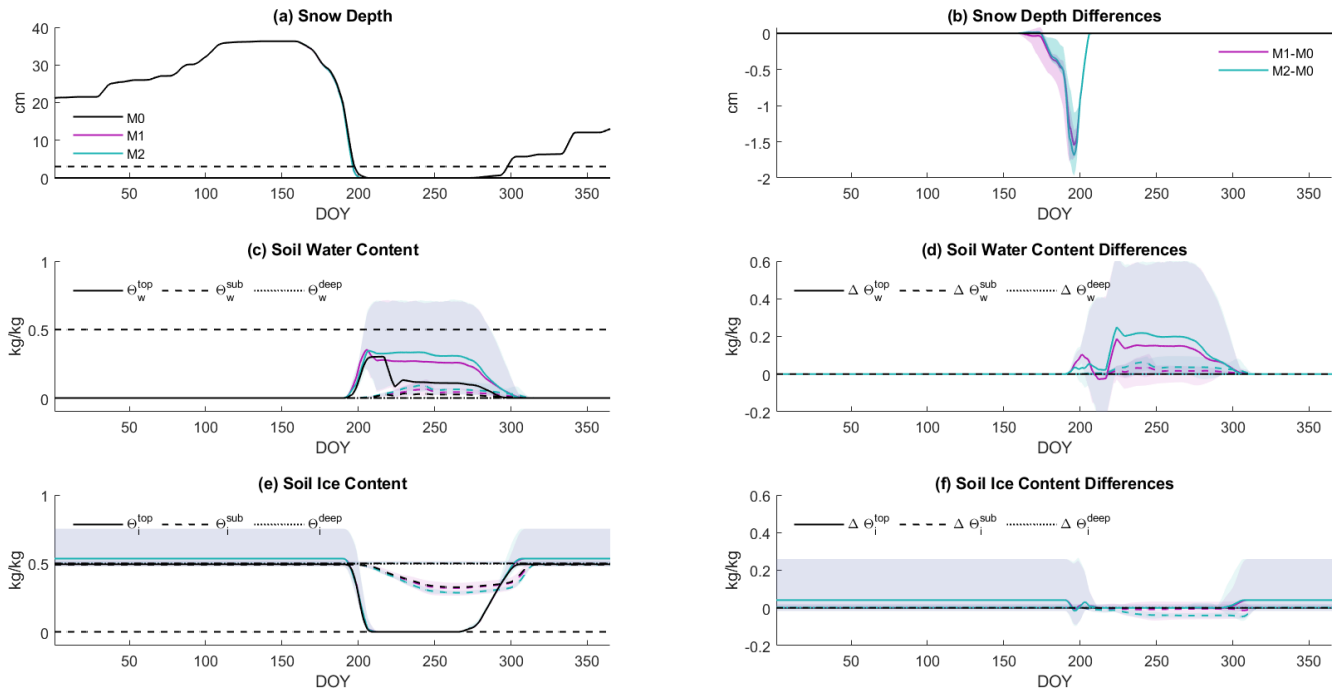 (a) Snow Depth
40
30
20
10
0
cm
M0
M1
M2
50 100 150 200 250 300 350
DOY
(b) Snow Depth Differences
0
-0.5
-1
-1.5
-2
cm
M1-M0
M2-M0
50 100 150 200 250 300 350
DOY
(c) Soil Water Content
1
0.5
0
kg/kg
Θ_w^top Θ_w^sub Θ_w^deep
50 100 150 200 250 300 350
DOY
(d) Soil Water Content Differences
0.6
0.4
0.2
0
-0.2
kg/kg
Δ Θ_w^top Δ Θ_w^sub Δ Θ_w^deep
50 100 150 200 250 300 350
DOY
(e) Soil Ice Content
1
0.5
0
kg/kg
Θ_i^top Θ_i^sub Θ_i^deep
50 100 150 200 250 300 350
DOY
(f) Soil Ice Content Differences
0.6
0.4
0.2
0
-0.2
kg/kg
Δ Θ_i^top Δ Θ_i^sub Δ Θ_i^deep
50 100 150 200 250 300 350
DOY